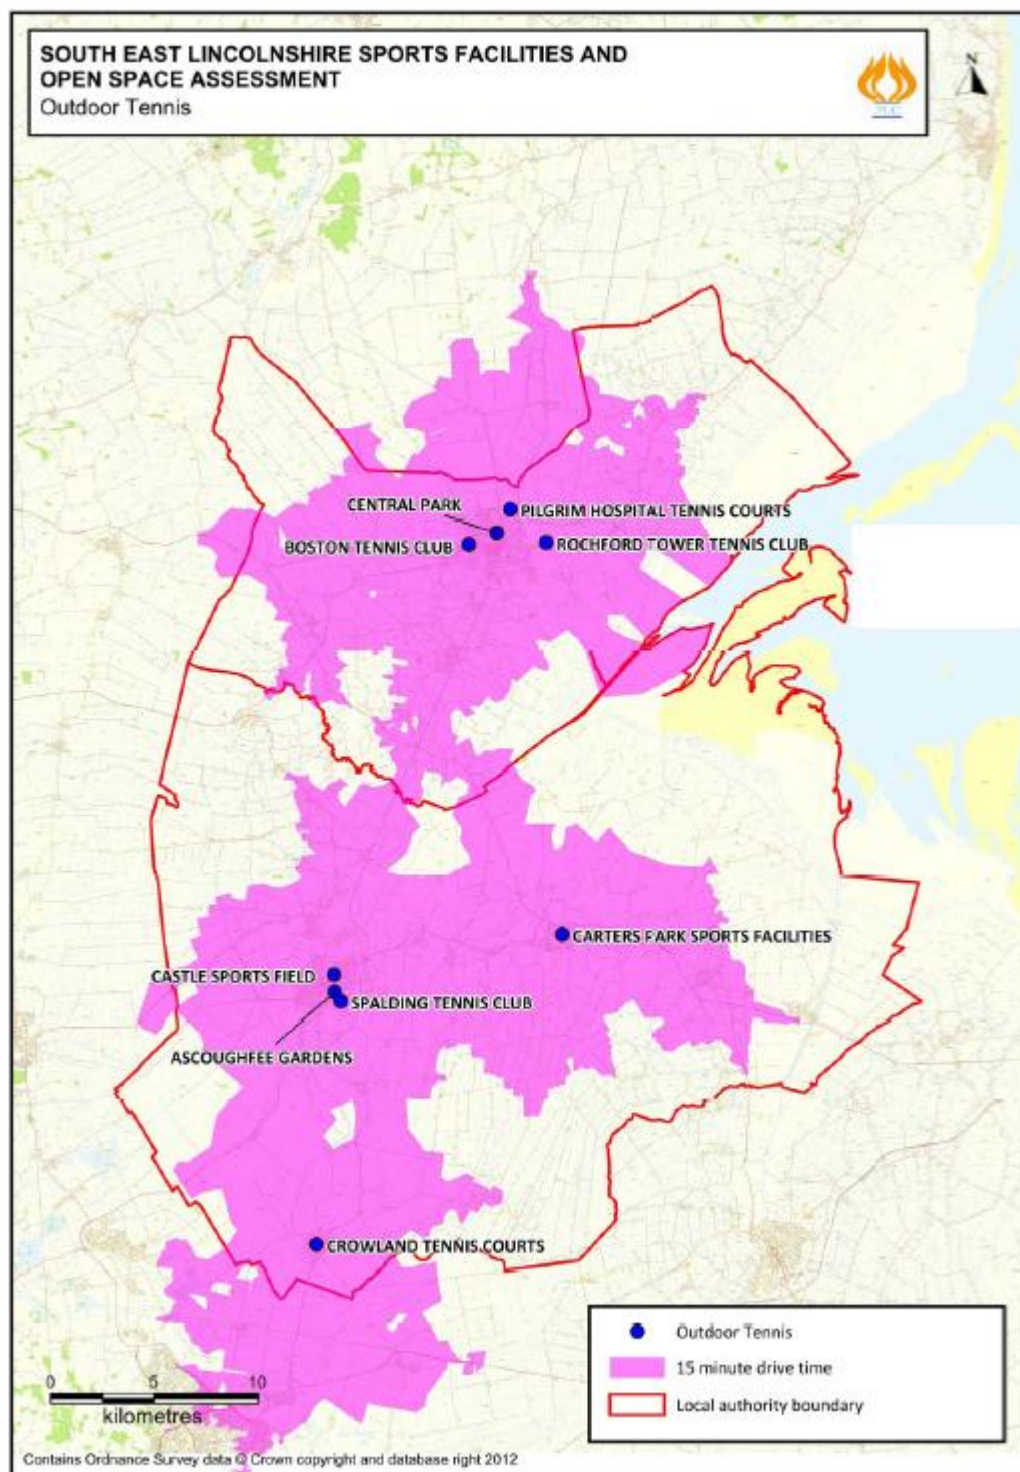 SOUTH EAST LINCOLNSHIRE SPORTS FACILITIES AND
OPEN SPACE ASSESSMENT
Outdoor Tennis
N
CENTRAL PARK
PILGRIM HOSPITAL TENNIS COURTS
BOSTON TENNIS CLUB
ROCHFORD TOWER TENNIS CLUB
CARTERS PARK SPORTS FACILITIES
CASTLE SPORTS FIELD
SPALDING TENNIS CLUB
ASCOUGHFEE GARDENS
CROWLAND TENNIS COURTS
Outdoor Tennis
15 minute drive time
Local authority boundary
0 5 10
kilometres
Contains Ordnance Survey data © Crown copyright and database right 2012